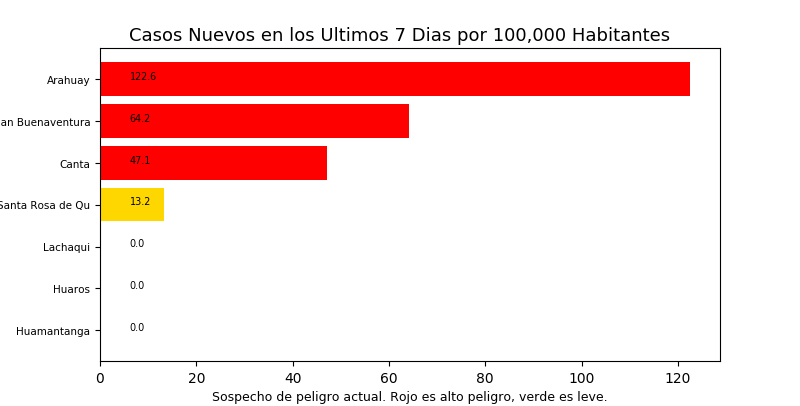 Casos Nuevos en los Ultimos 7 Dias por 100,000 Habitantes
Arahuay 122.6
an Buenaventura 64.2
Canta 47.1
Santa Rosa de Qu 13.2
Lachaqui 0.0
Huaros 0.0
Huamantanga 0.0
0 20 40 60 80 100 120
Sospecho de peligro actual. Rojo es alto peligro, verde es leve.